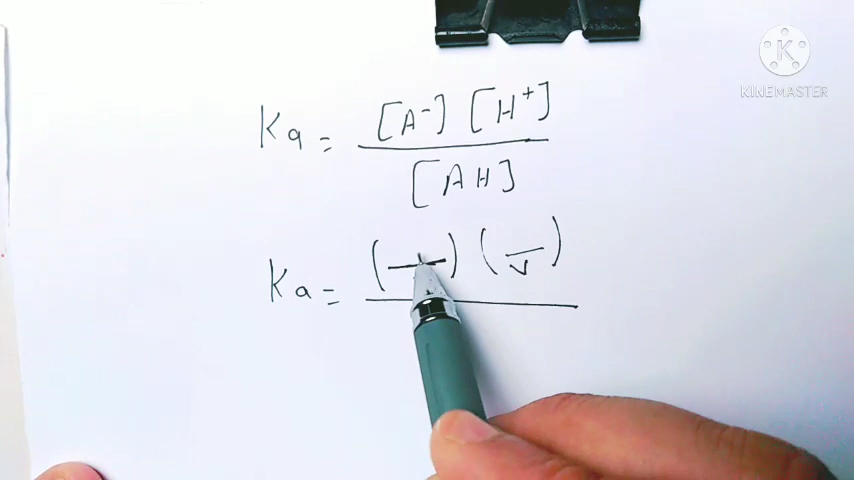 K KINEMASTER
Ka = [A-] [H+]
[AH]
Ka = ( ) ( /v)